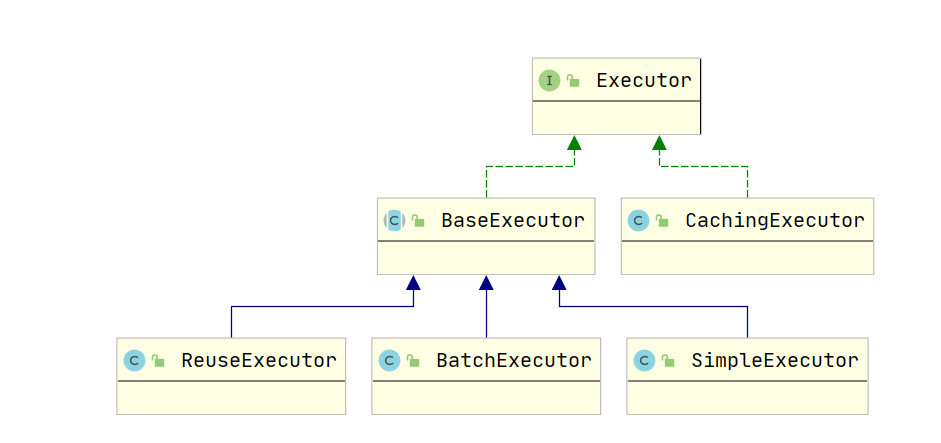 I Executor
C BaseExecutor
C CachingExecutor
C ReuseExecutor
C BatchExecutor
C SimpleExecutor